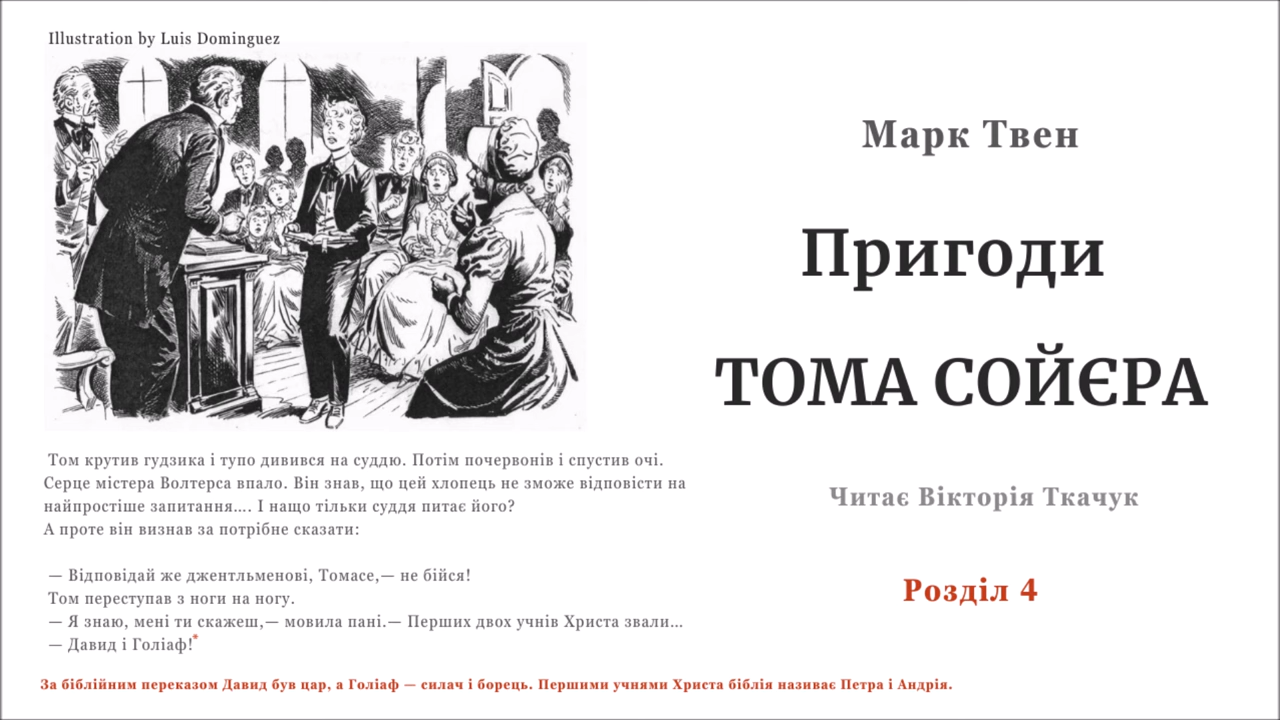 Illustration by Luis Dominguez
Том крутив гудзика і тупо дивився на суддю. Потім почервонів і спустив очі.
Серце містера Волтерса впало. Він знав, що цей хлопець не зможе відповісти на
найпростіше запитання.... І нащо тільки суддя питає його?
А проте він визнав за потрібне сказати:
— Відповідай же джентльменові, Томасе,— не бійся!
Том переступав з ноги на ногу.
— Я знаю, мені ти скажеш,— мовила пані.— Перших двох учнів Христа звали...
— Давид і Голіаф!*
За біблійним переказом Давид був цар, а Голіаф — силач і борець. Першими учнями Христа біблія називає Петра і Андрія.
Марк Твен
Пригоди
ТОМА СОЙЄРА
Читає Вікторія Ткачук
Розділ 4